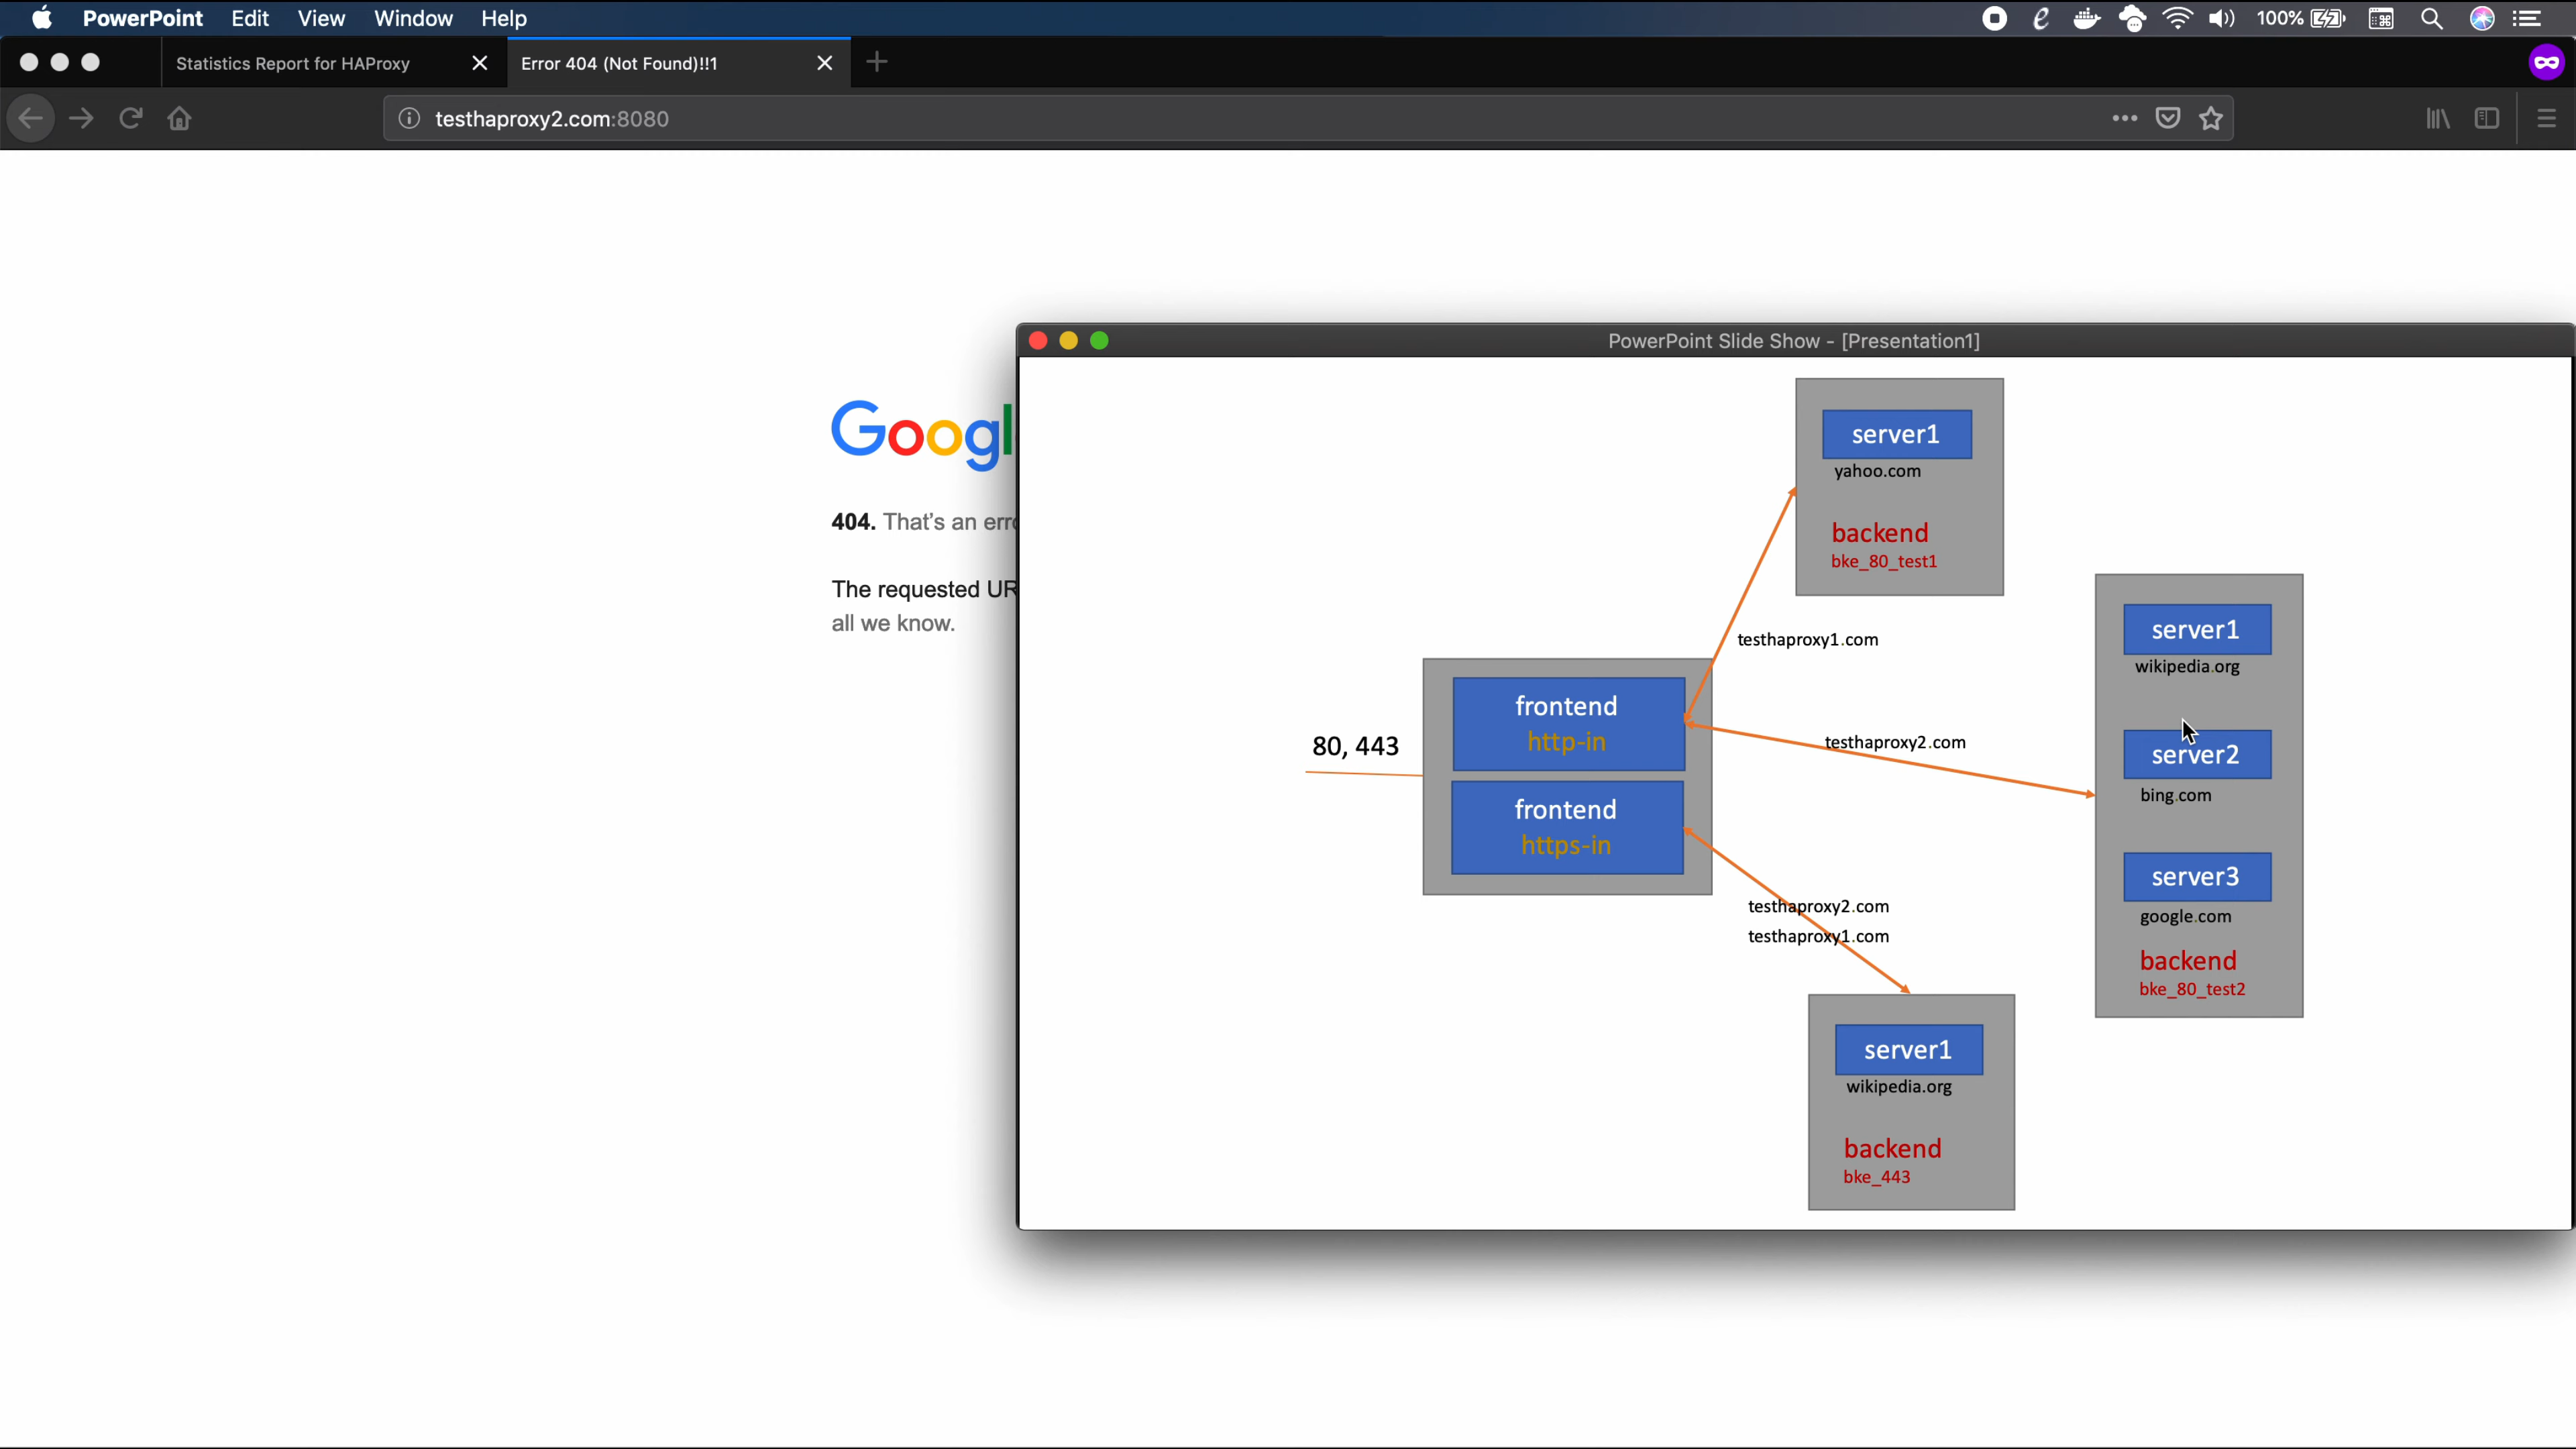 PowerPoint Edit View Window Help
100%
Statistics Report for HAProxy
Error 404 (Not Found)!!1
testhaproxy2.com:8080
PowerPoint Slide Show - [Presentation1]
Googl
404. That's an erro
The requested UR
all we know.
server1
yahoo.com
backend
bke_80_test1
testhaproxy1.com
80, 443
frontend
http-in
frontend
https-in
testhaproxy2.com
testhaproxy2.com
testhaproxy1.com
server1
wikipedia.org
server2
bing.com
server3
google.com
backend
bke_80_test2
server1
wikipedia.org
backend
bke_443